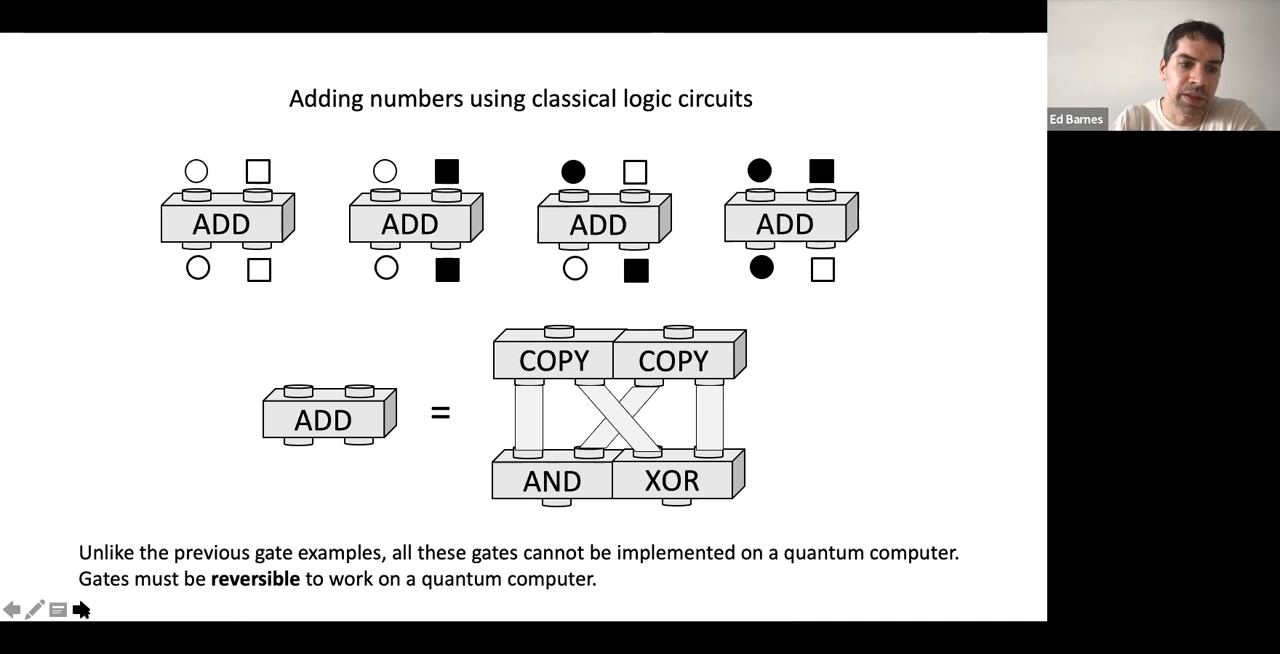 Adding numbers using classical logic circuits
Ed Barnes
ADD ADD ADD ADD
COPY COPY
ADD =
AND XOR
Unlike the previous gate examples, all these gates cannot be implemented on a quantum computer.
Gates must be reversible to work on a quantum computer.